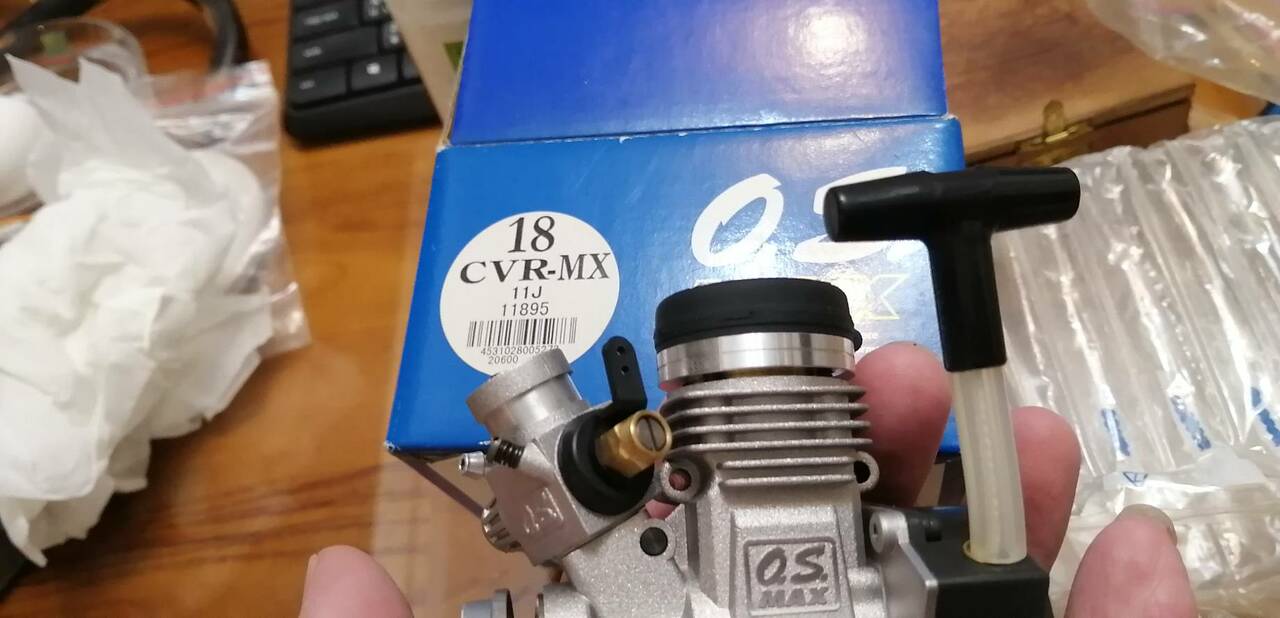 18
CVR-MX
11J
11895
20600
O.S.
O.S.
MAX